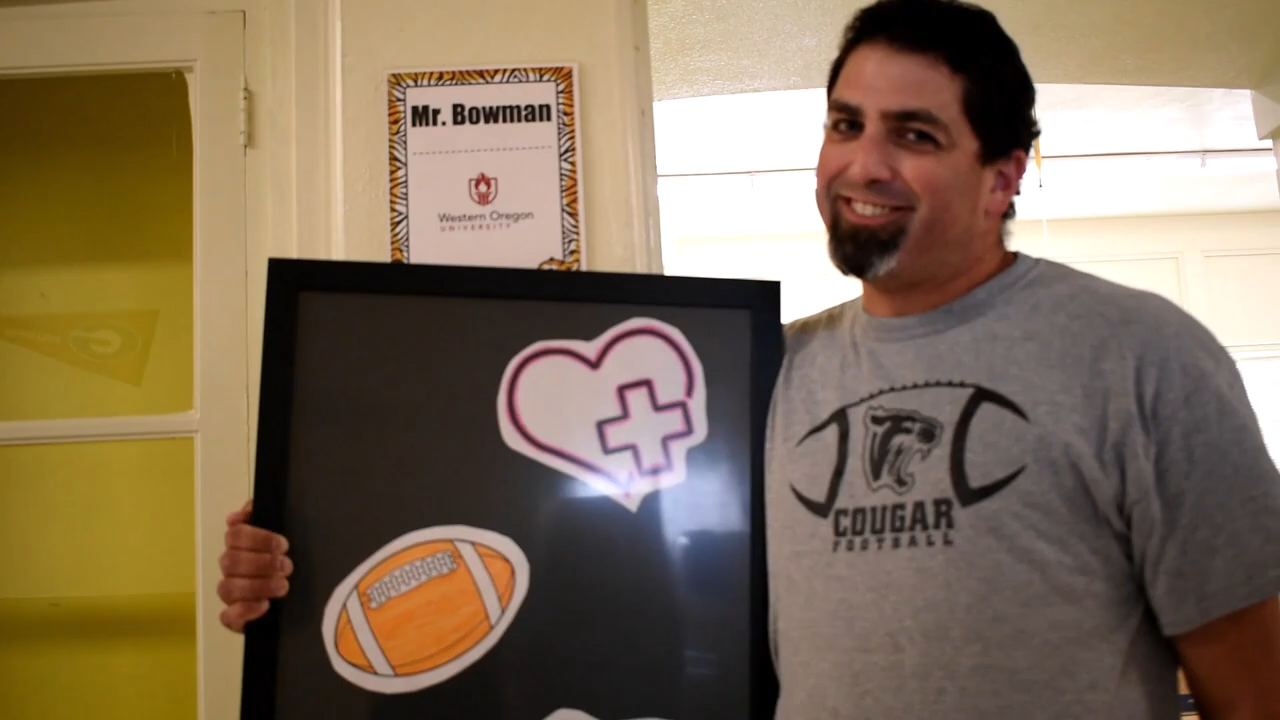 Mr. Bowman
Western Oregon
UNIVERSITY
COUGAR
FOOTBALL